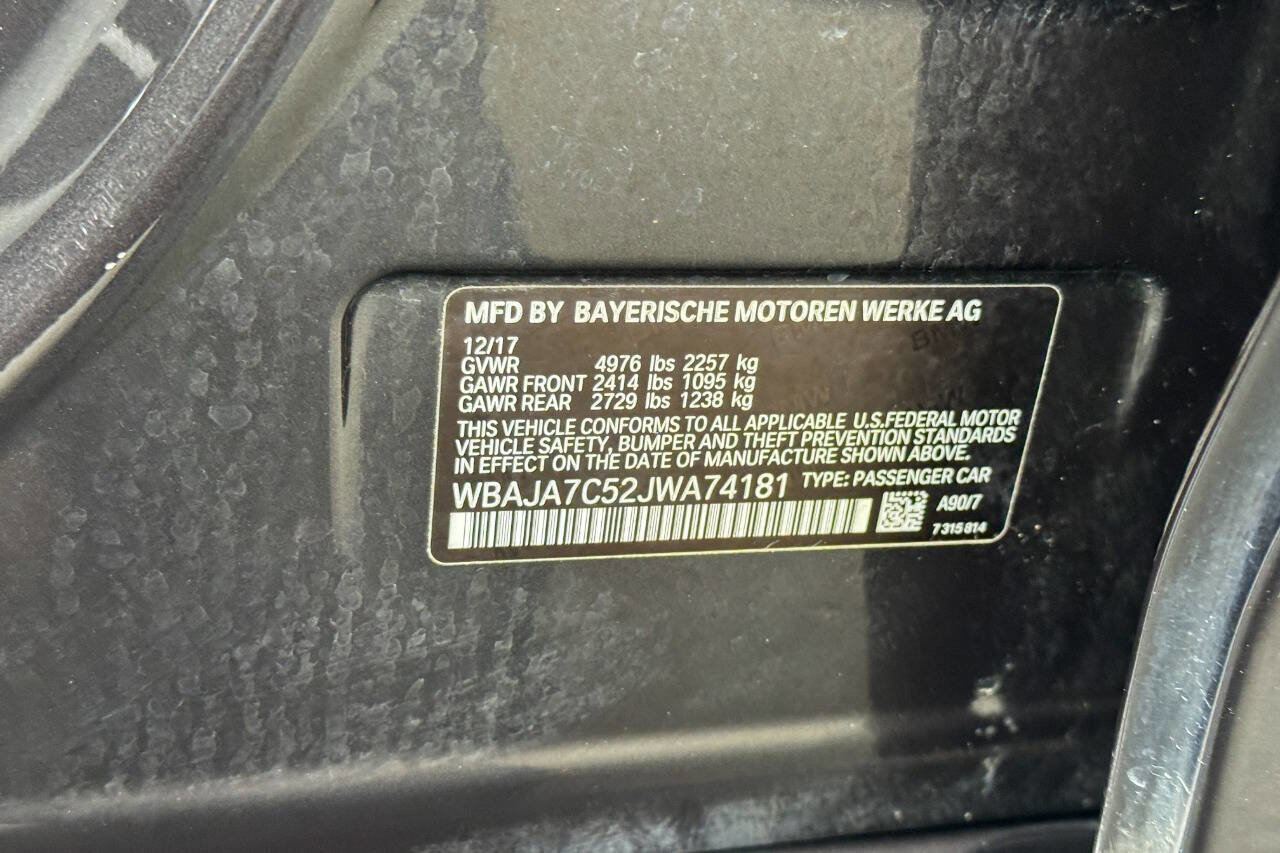 MFD BY BAYERISCHE MOTOREN WERKE AG
12/17
GVWR 4976 lbs 2257 kg
GAWR FRONT 2414 lbs 1095 kg
GAWR REAR 2729 lbs 1238 kg
THIS VEHICLE CONFORMS TO ALL APPLICABLE U.S.FEDERAL MOTOR
VEHICLE SAFETY, BUMPER AND THEFT PREVENTION STANDARDS
IN EFFECT ON THE DATE OF MANUFACTURE SHOWN ABOVE.
WBAJA7C52JWA74181 TYPE: PASSENGER CAR
A90/7
7315814